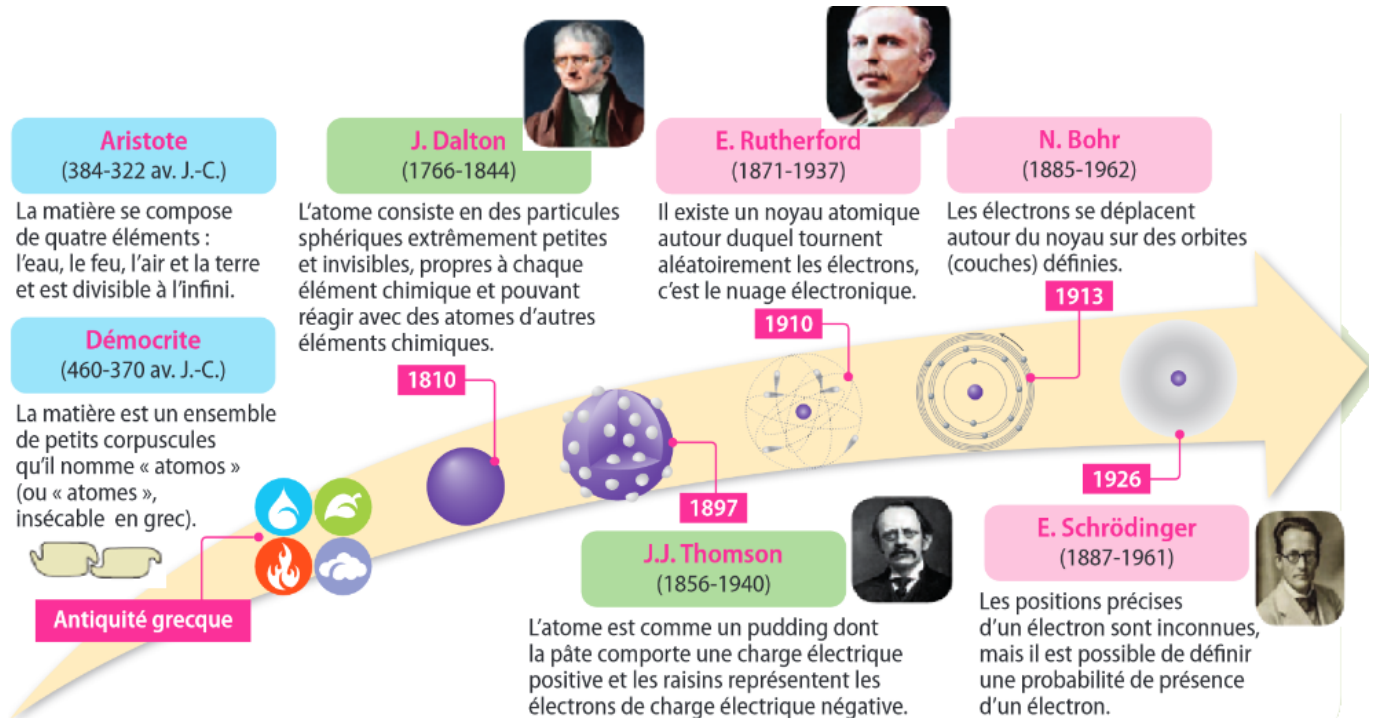 Aristote
(384-322 av. J.-C.)
La matière se compose
de quatre éléments :
l'eau, le feu, l'air et la terre
et est divisible à l'infini.
Démocrite
(460-370 av. J.-C.)
La matière est un ensemble
de petits corpuscules
qu'il nomme « atomos »
(ou « atomes »,
insécable en grec).
Antiquité grecque
J. Dalton
(1766-1844)
L'atome consiste en des particules
sphériques extrêmement petites
et invisibles, propres à chaque
élément chimique et pouvant
réagir avec des atomes d'autres
éléments chimiques.
1810
1897
J.J. Thomson
(1856-1940)
L'atome est comme un pudding dont
la pâte comporte une charge électrique
positive et les raisins représentent les
électrons de charge électrique négative.
E. Rutherford
(1871-1937)
Il existe un noyau atomique
autour duquel tournent
aléatoirement les électrons,
c'est le nuage électronique.
1910
N. Bohr
(1885-1962)
Les électrons se déplacent
autour du noyau sur des orbites
(couches) définies.
1913
1926
E. Schrödinger
(1887-1961)
Les positions précises
d'un électron sont inconnues,
mais il est possible de définir
une probabilité de présence
d'un électron.